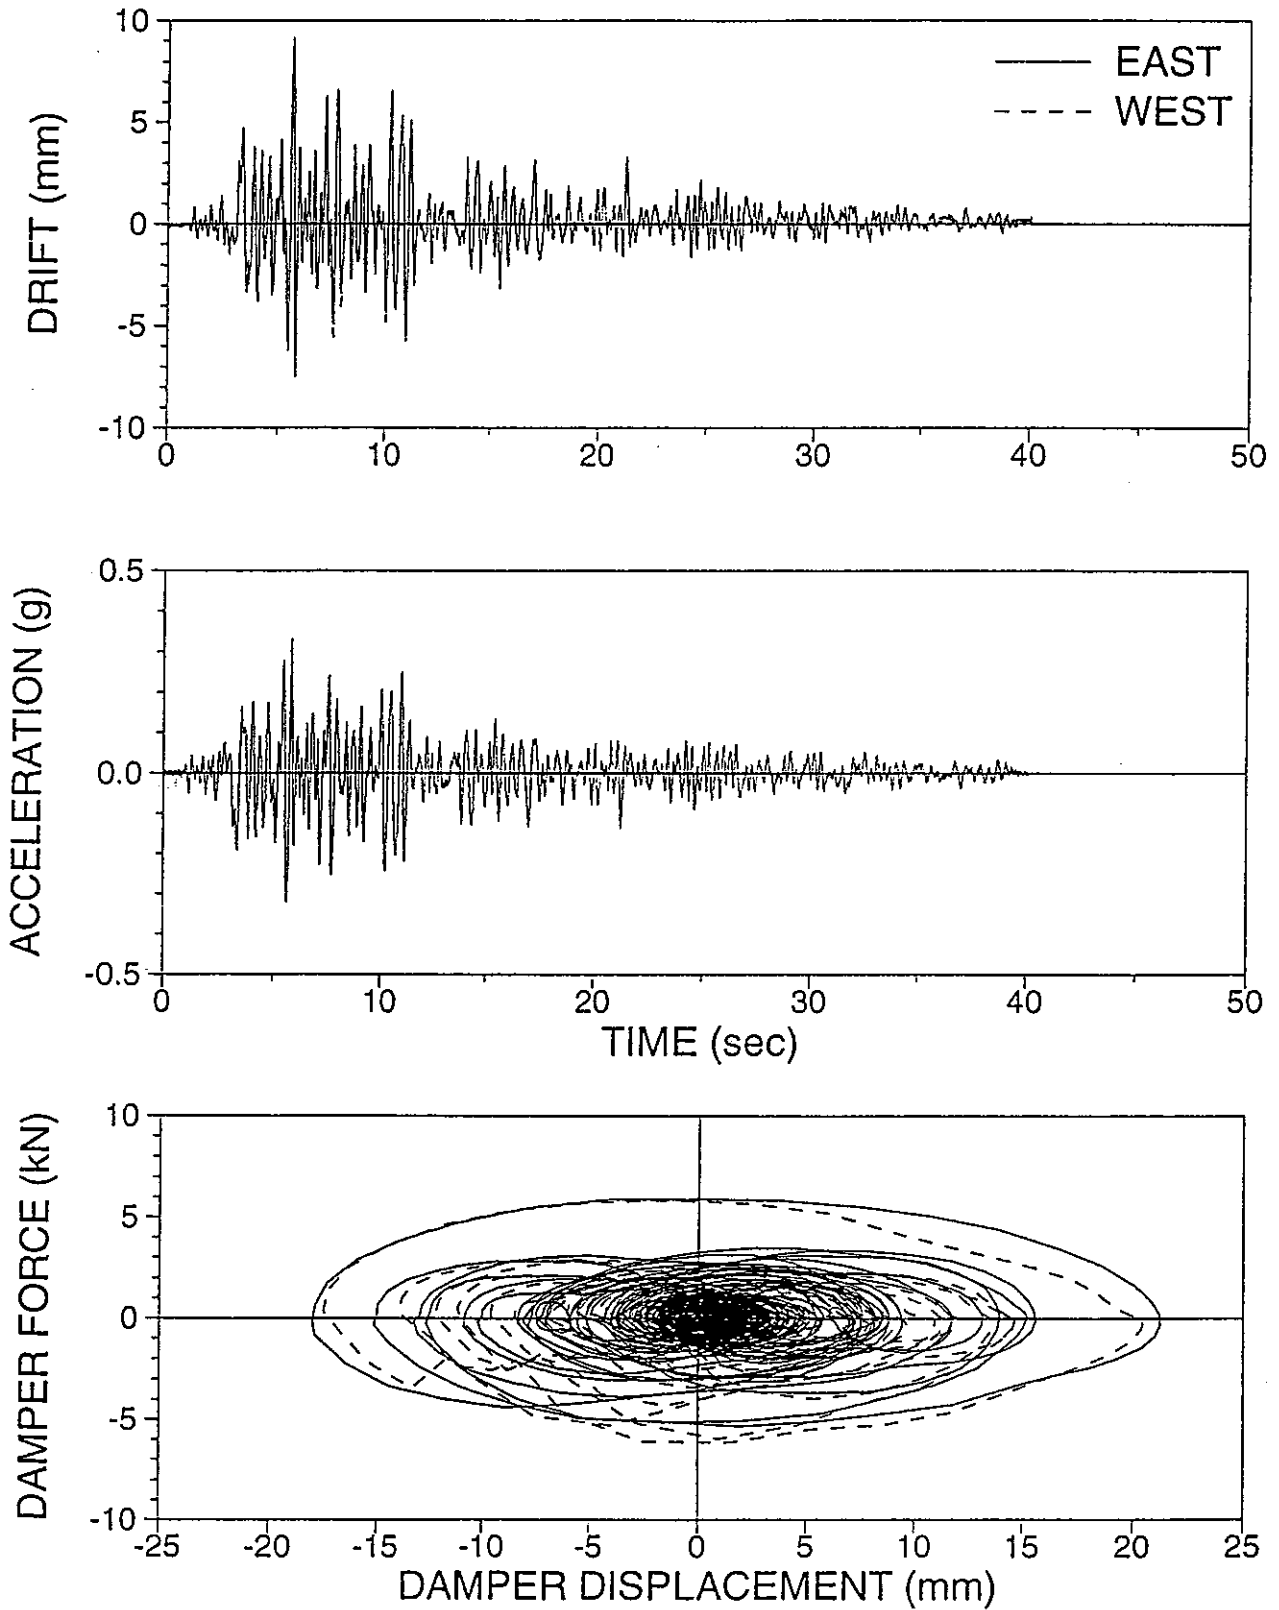 10
5
0
-5
-10
DRIFT (mm)
EAST
WEST
0 10 20 30 40 50
0.5
0.0
-0.5
ACCELERATION (g)
0 10 20 30 40 50
TIME (sec)
10
5
0
-5
-10
DAMPER FORCE (kN)
-25 -20 -15 -10 -5 0 5 10 15 20 25
DAMPER DISPLACEMENT (mm)